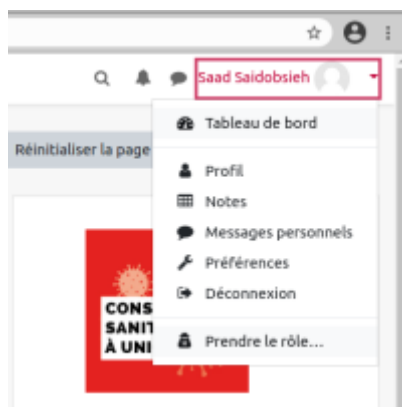 Saad Saidobsieh
Tableau de bord
Réinitialiser la page
Profil
Notes
Messages personnels
Préférences
Déconnexion
CONS
SANIT
À UNI
Prendre le rôle...